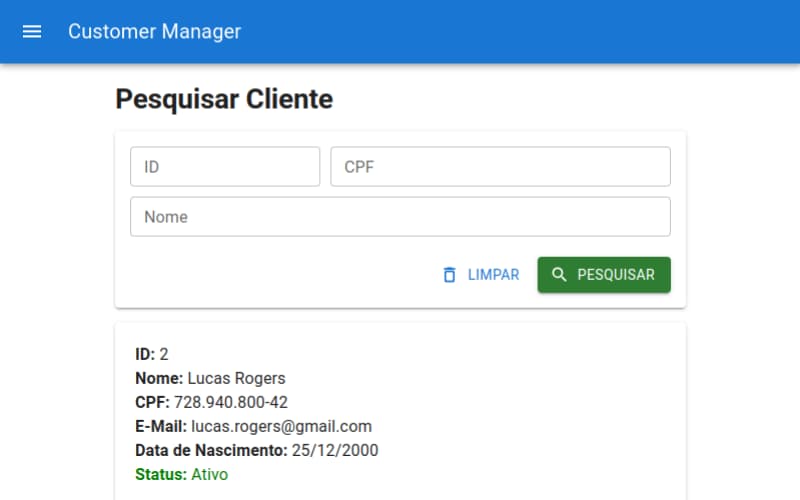 Customer Manager
Pesquisar Cliente
ID
CPF
Nome
LIMPAR
PESQUISAR
ID: 2
Nome: Lucas Rogers
CPF: 728.940.800-42
E-Mail: lucas.rogers@gmail.com
Data de Nascimento: 25/12/2000
Status: Ativo